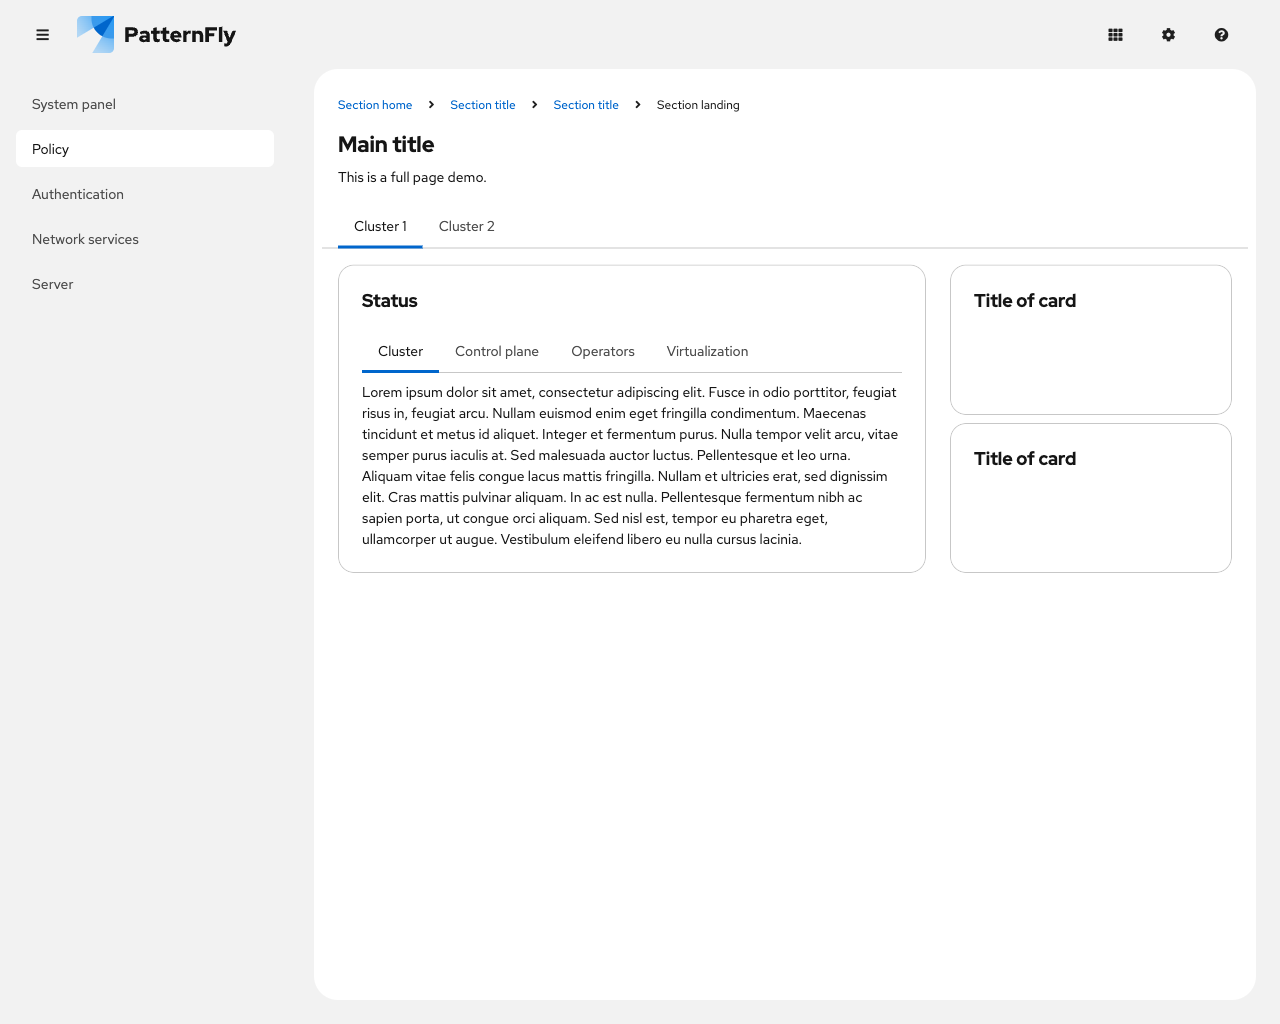 PatternFly
System panel
Policy
Authentication
Network services
Server
Section home Section title Section title Section landing
Main title
This is a full page demo.
Cluster 1 Cluster 2
Status
Cluster Control plane Operators Virtualization
Lorem ipsum dolor sit amet, consectetur adipiscing elit. Fusce in odio porttitor, feugiat
risus in, feugiat arcu. Nullam euismod enim eget fringilla condimentum. Maecenas
tincidunt et metus id aliquet. Integer et fermentum purus. Nulla tempor velit arcu, vitae
semper purus iaculis at. Sed malesuada auctor luctus. Pellentesque et leo urna.
Aliquam vitae felis congue lacus mattis fringilla. Nullam et ultricies erat, sed dignissim
elit. Cras mattis pulvinar aliquam. In ac est nulla. Pellentesque fermentum nibh ac
sapien porta, ut congue orci aliquam. Sed nisl est, tempor eu pharetra eget,
ullamcorper ut augue. Vestibulum eleifend libero eu nulla cursus lacinia.
Title of card
Title of card